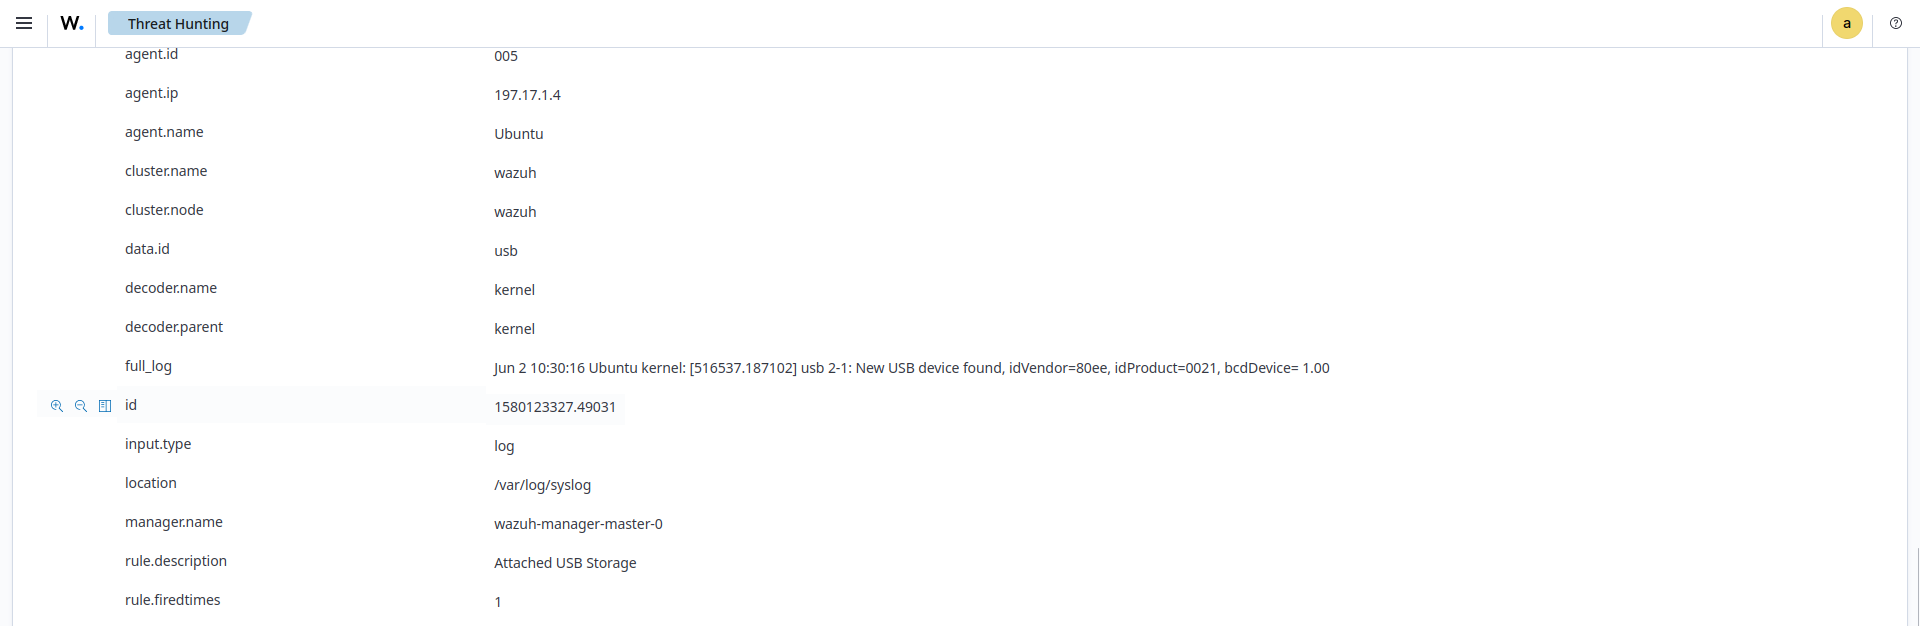 W. Threat Hunting a
agent.id 005
agent.ip 197.17.1.4
agent.name Ubuntu
cluster.name wazuh
cluster.node wazuh
data.id usb
decoder.name kernel
decoder.parent kernel
full_log Jun 2 10:30:16 Ubuntu kernel: [516537.187102] usb 2-1: New USB device found, idVendor=80ee, idProduct=0021, bcdDevice= 1.00
id 1580123327.49031
input.type log
location /var/log/syslog
manager.name wazuh-manager-master-0
rule.description Attached USB Storage
rule.firedtimes 1